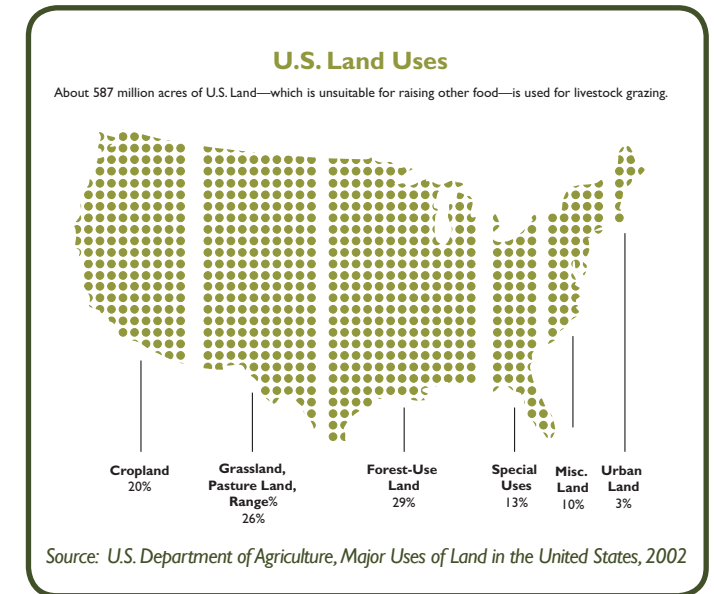 U.S. Land Uses
About 587 million acres of U.S. Land—which is unsuitable for raising other food—is used for livestock grazing.
Cropland
20%
Grassland,
Pasture Land,
Range%
26%
Forest-Use
Land
29%
Special
Uses
13%
Misc.
Land
10%
Urban
Land
3%
Source: U.S. Department of Agriculture, Major Uses of Land in the United States, 2002